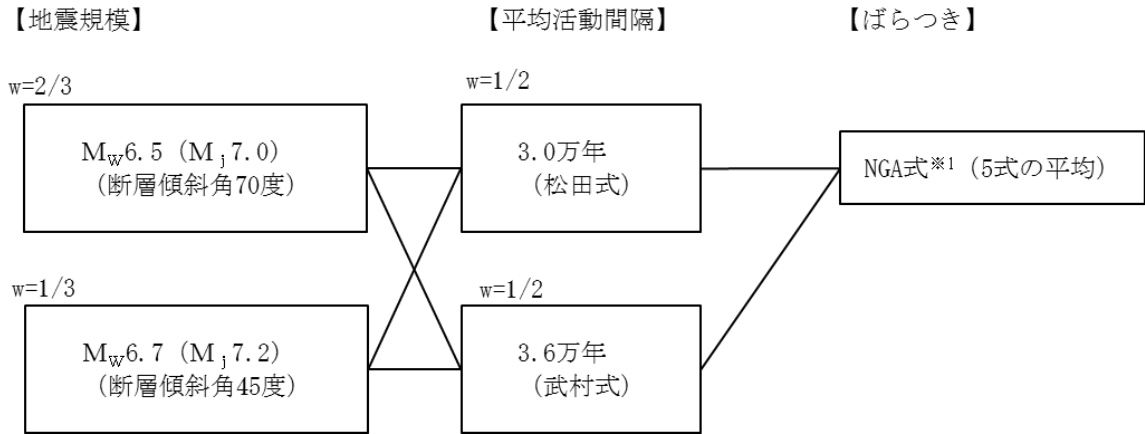 【地震規模】 【平均活動間隔】 【ばらつき】
w=2/3
w=1/2
MW6.5（Mj7.0）
（断層傾斜角70度）
3.0万年
（松田式）
NGA式※1（5式の平均）
w=1/3
w=1/2
MW6.7（Mj7.2）
（断層傾斜角45度）
3.6万年
（武村式）